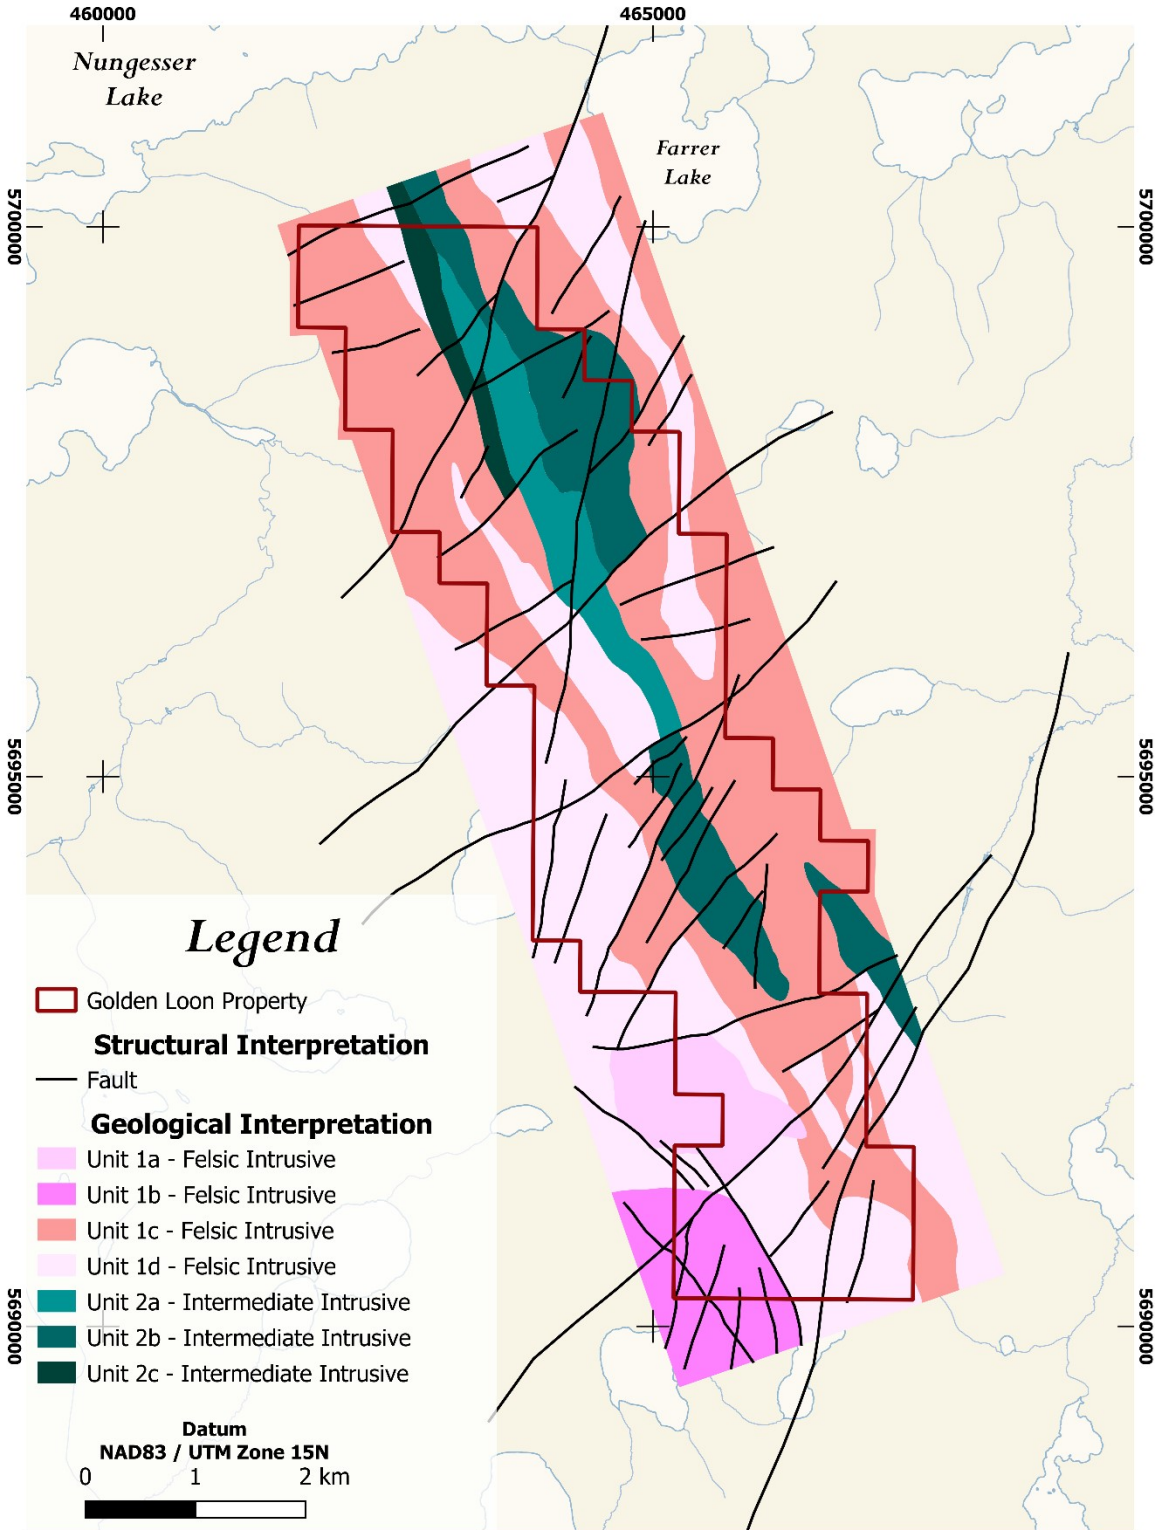 460000
465000
Nungesser
Lake
Farrer
Lake
5700000
5700000
5695000
5695000
Legend
Golden Loon Property
Structural Interpretation
Fault
Geological Interpretation
Unit 1a - Felsic Intrusive
Unit 1b - Felsic Intrusive
Unit 1c - Felsic Intrusive
Unit 1d - Felsic Intrusive
Unit 2a - Intermediate Intrusive
Unit 2b - Intermediate Intrusive
Unit 2c - Intermediate Intrusive
5690000
5690000
Datum
NAD83 / UTM Zone 15N
0 1 2 km